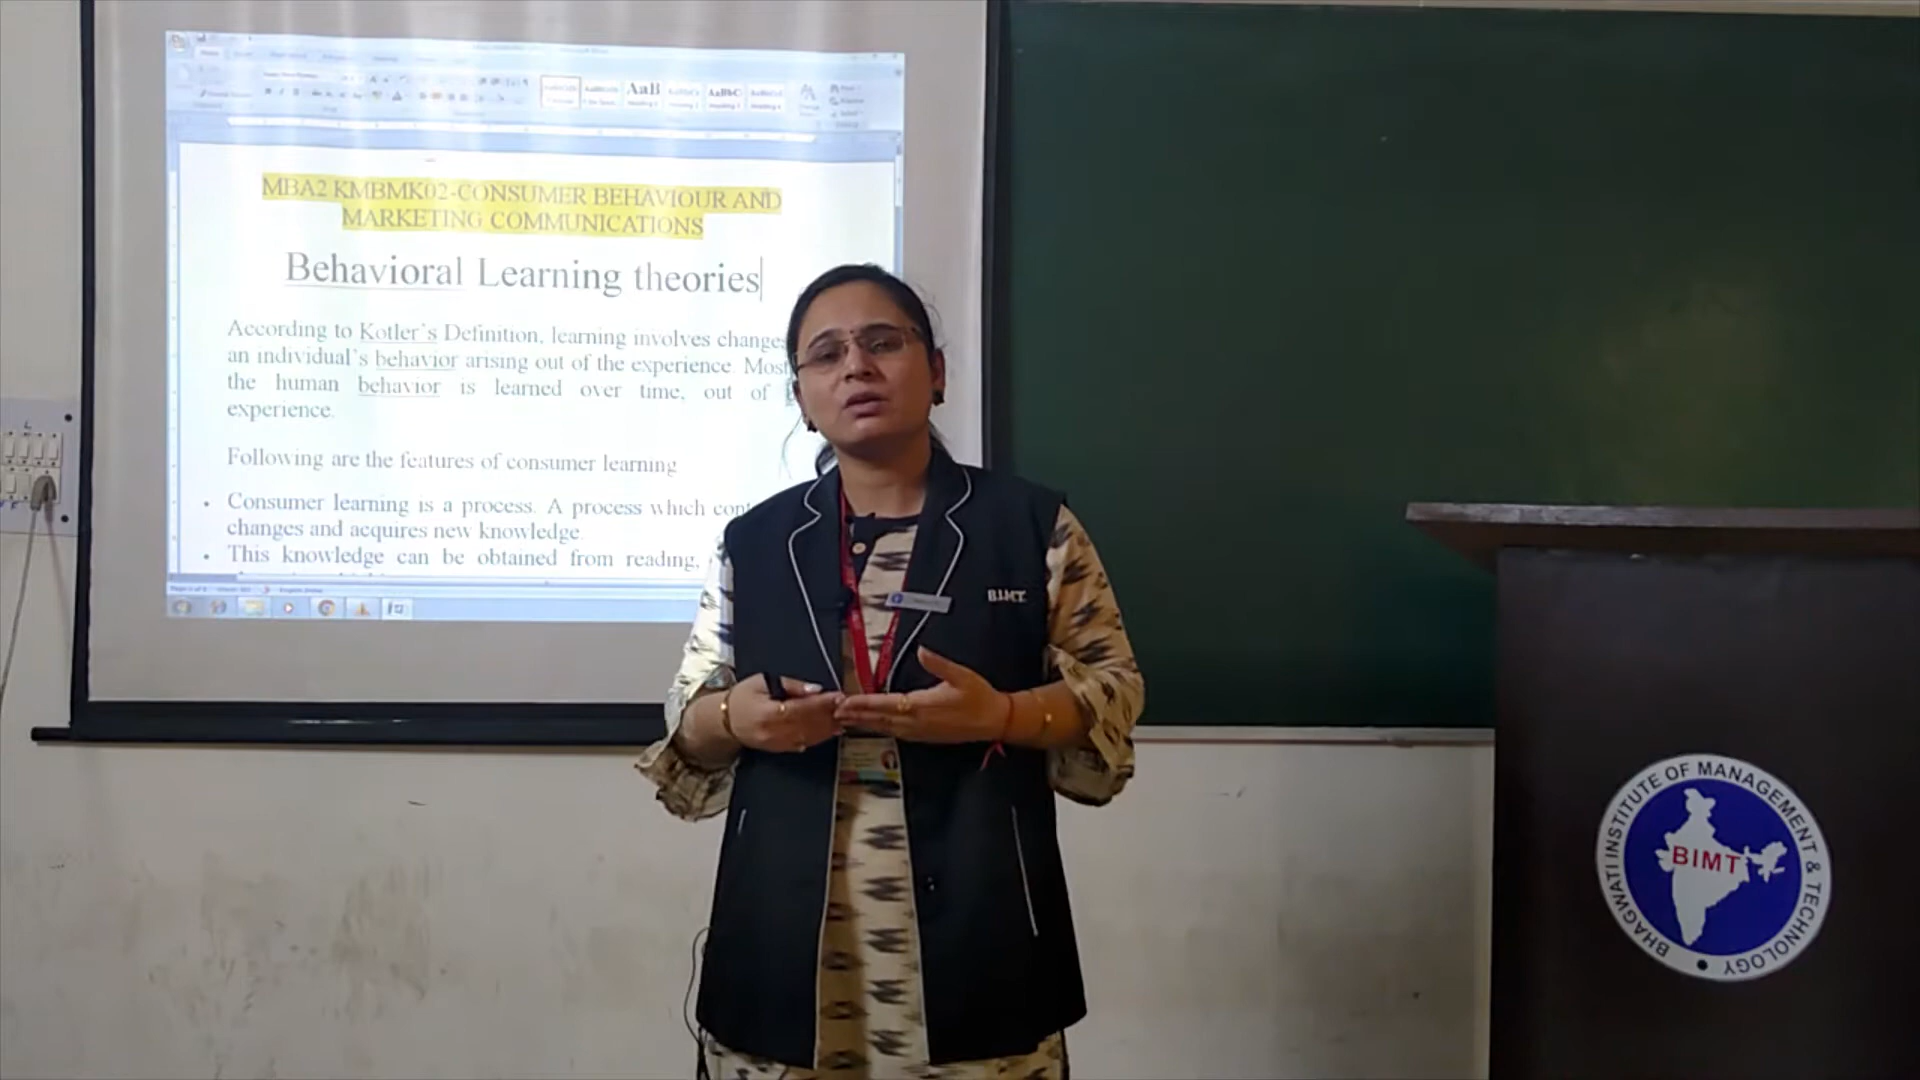 AaB
AaBbC
MBA2 KMBMK02-CONSUMER BEHAVIOUR AND
MARKETING COMMUNICATIONS
Behavioral Learning theories
According to Kotler's Definition, learning involves changes
an individual's behavior arising out of the experience. Most
the human behavior is learned over time, out of
experience.
Following are the features of consumer learning
• Consumer learning is a process. A process which cont
changes and acquires new knowledge.
• This knowledge can be obtained from reading,
B.I.M.T.
BHAGWATI INSTITUTE OF MANAGEMENT & TECHNOLOGY
BIMT